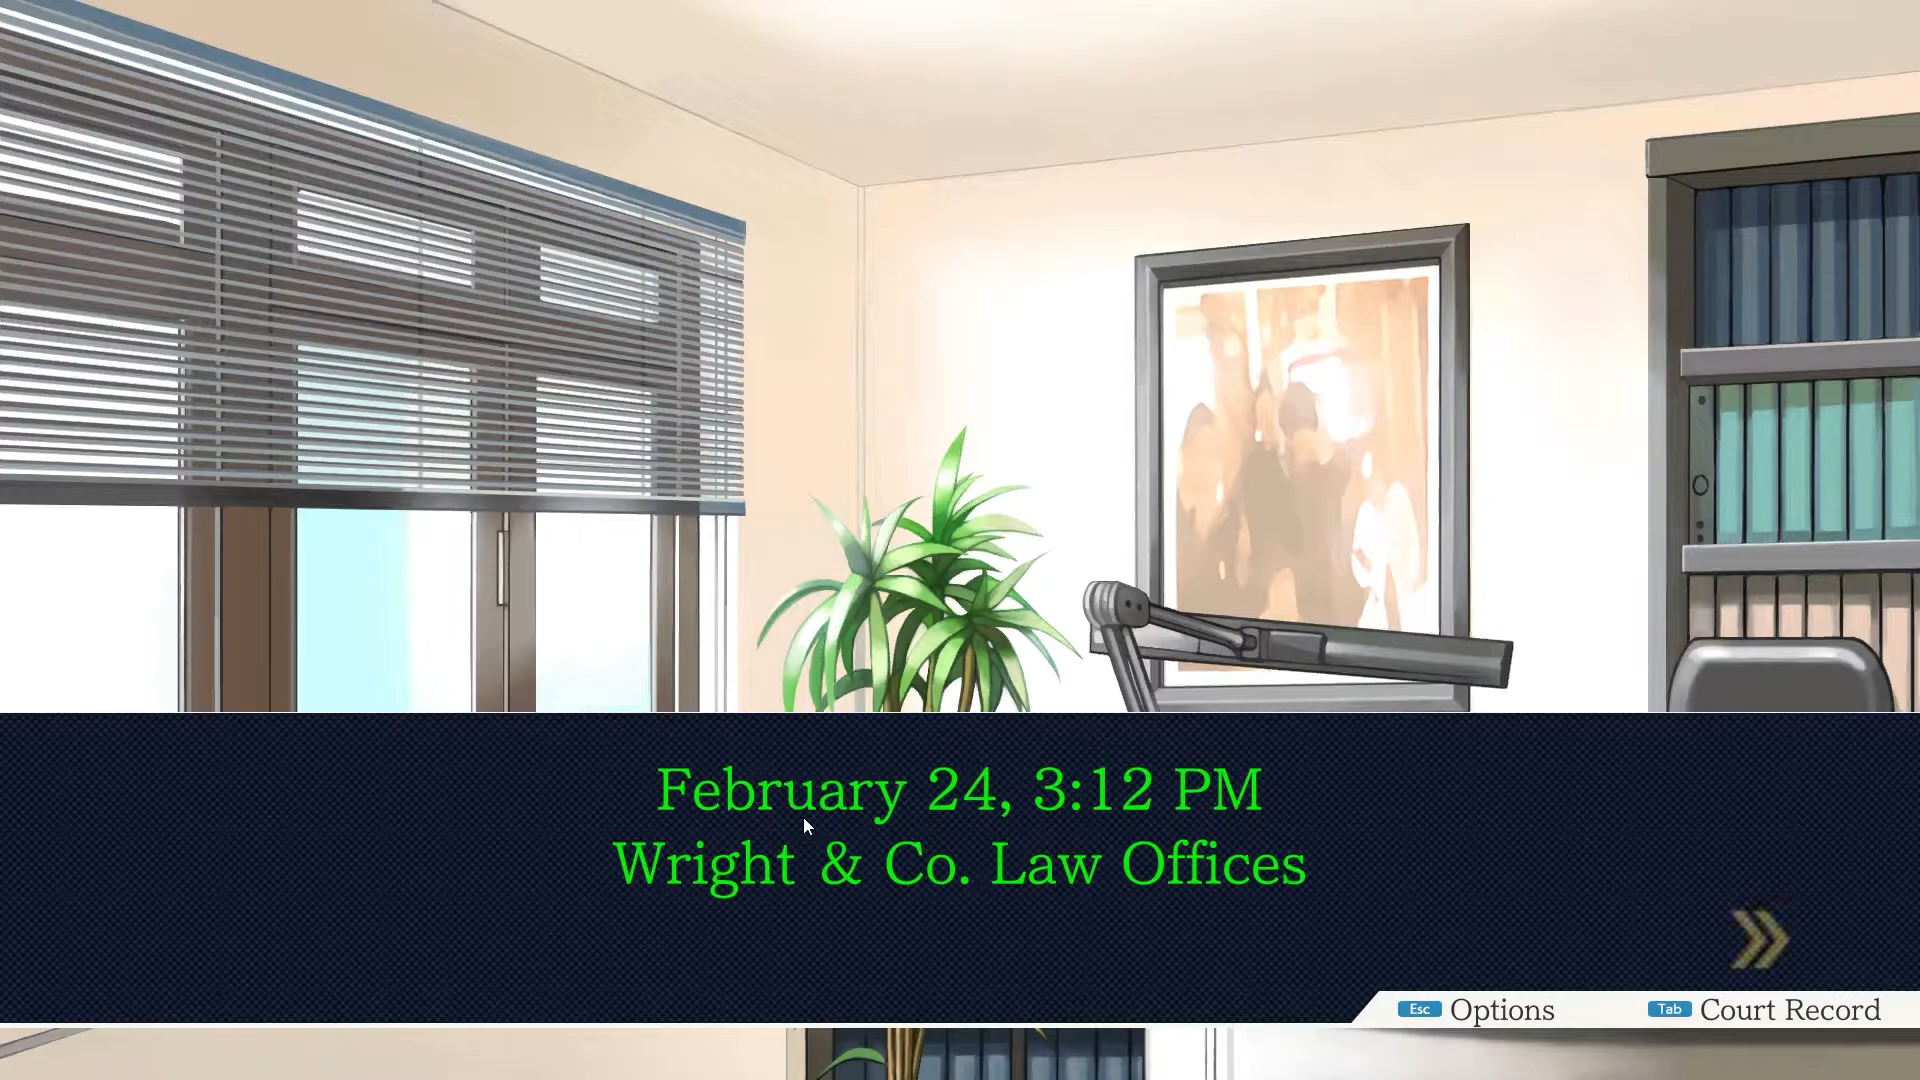 February 24, 3:12 PM
Wright & Co. Law Offices
Esc Options Tab Court Record